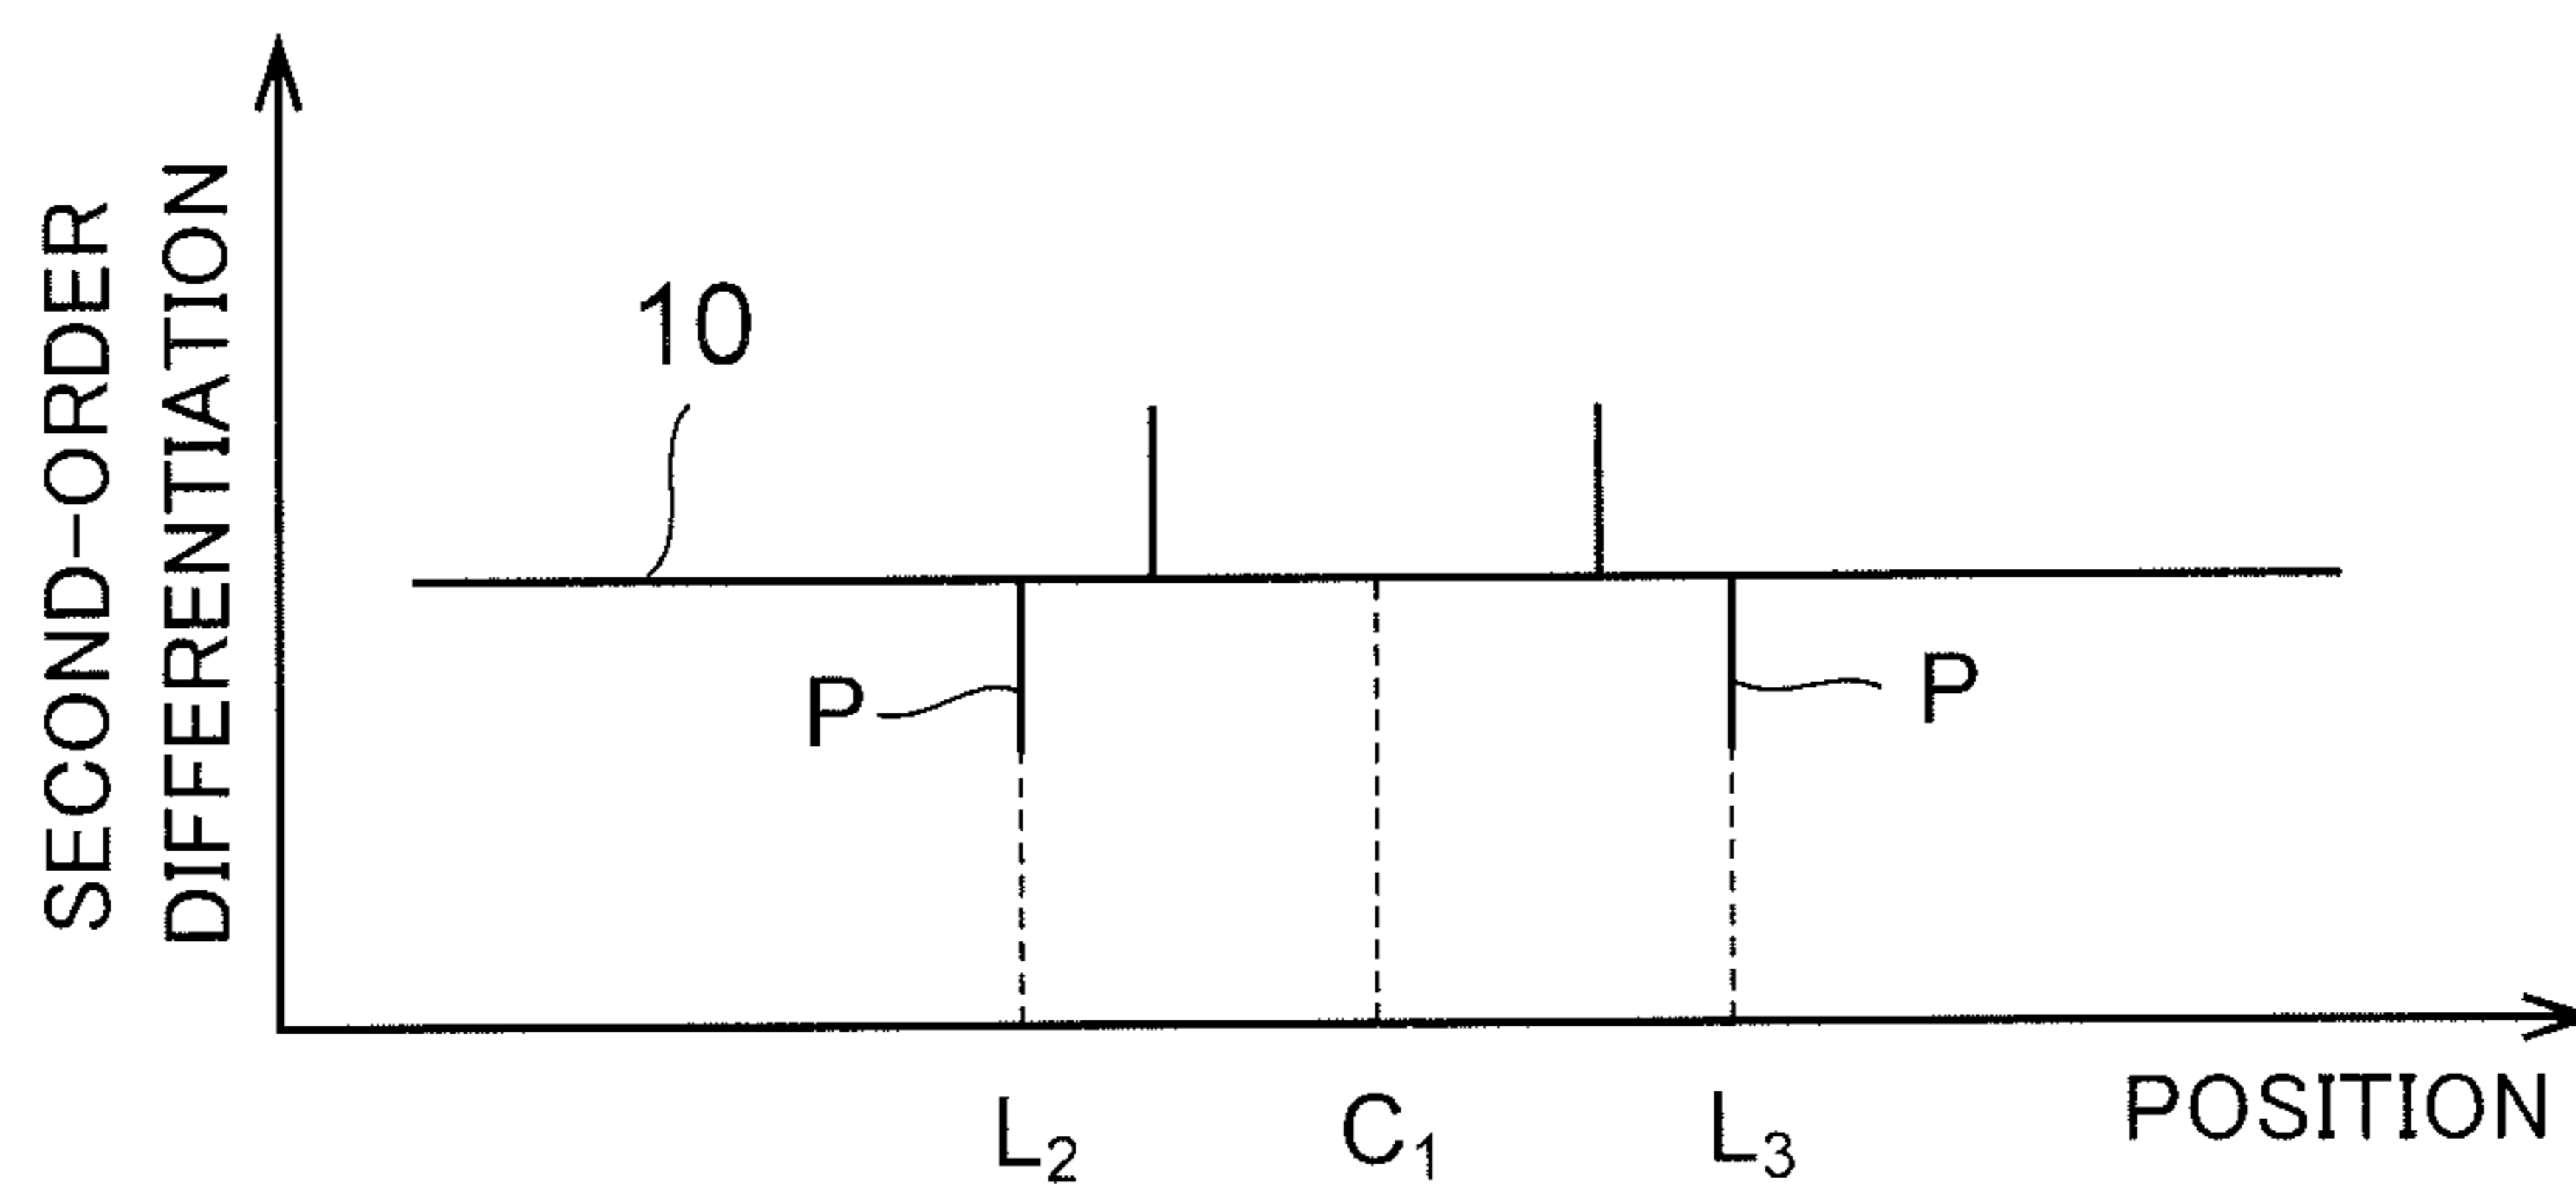 SECOND-ORDER
DIFFERENTIATION
10
P
P
L2
C1
L3
POSITION